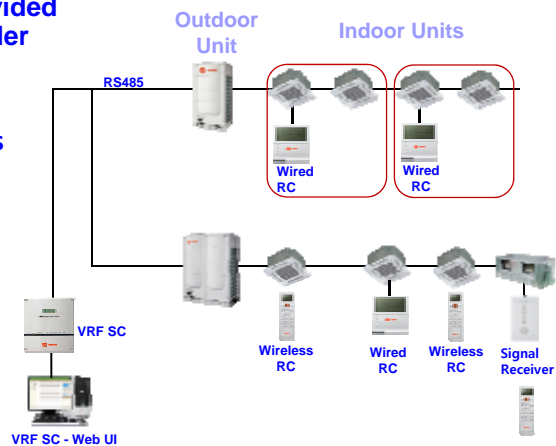 vided
ler
s
Outdoor
Unit
Indoor Units
RS485
Wired
RC
Wired
RC
VRF SC
Wireless
RC
Wired
RC
Wireless
RC
Signal
Receiver
VRF SC - Web UI